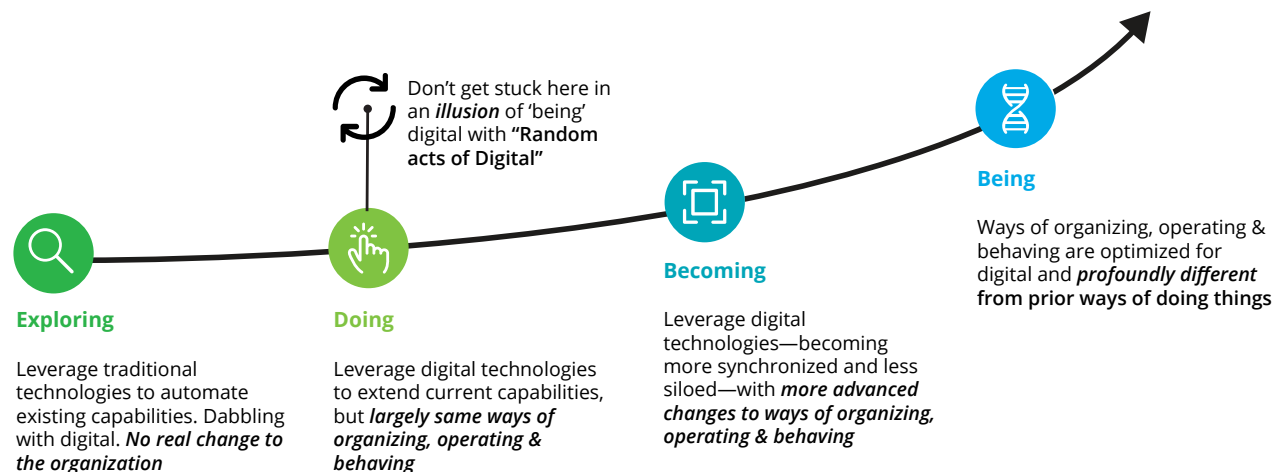 Don’t get stuck here in
an illusion of ‘being’
digital with “Random
acts of Digital”
Exploring
Leverage traditional
technologies to automate
existing capabilities. Dabbling
with digital. No real change to
the organization
Doing
Leverage digital technologies
to extend current capabilities,
but largely same ways of
organizing, operating &
behaving
Becoming
Leverage digital
technologies—becoming
more synchronized and less
siloed—with more advanced
changes to ways of organizing,
operating & behaving
Being
Ways of organizing, operating &
behaving are optimized for
digital and profoundly different
from prior ways of doing things